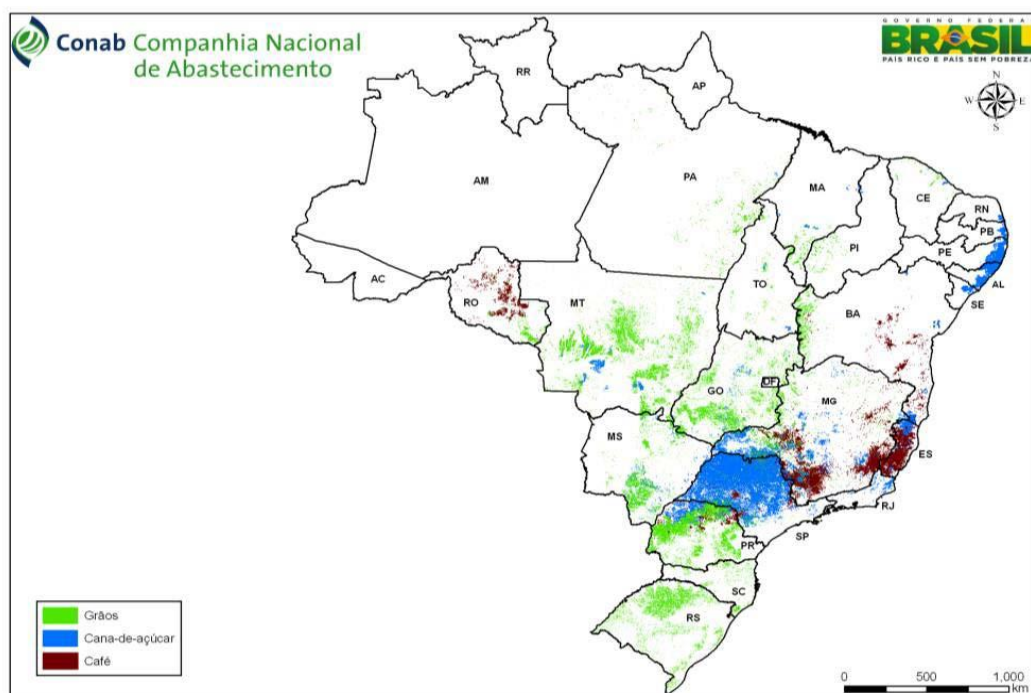 Conab Companhia Nacional
de Abastecimento
GOVERNO FEDERAL
BRASIL
PAÍS RICO É PAÍS SEM POBREZA
N
W E
S
RR
AP
AM
PA
MA
CE
RN
PB
PE
PI
AL
SE
AC
RO
MT
TO
BA
GO
DF
MG
MS
ES
RJ
SP
PR
SC
RS
Grãos
Cana-de-açúcar
Café
0 500 1,000
km